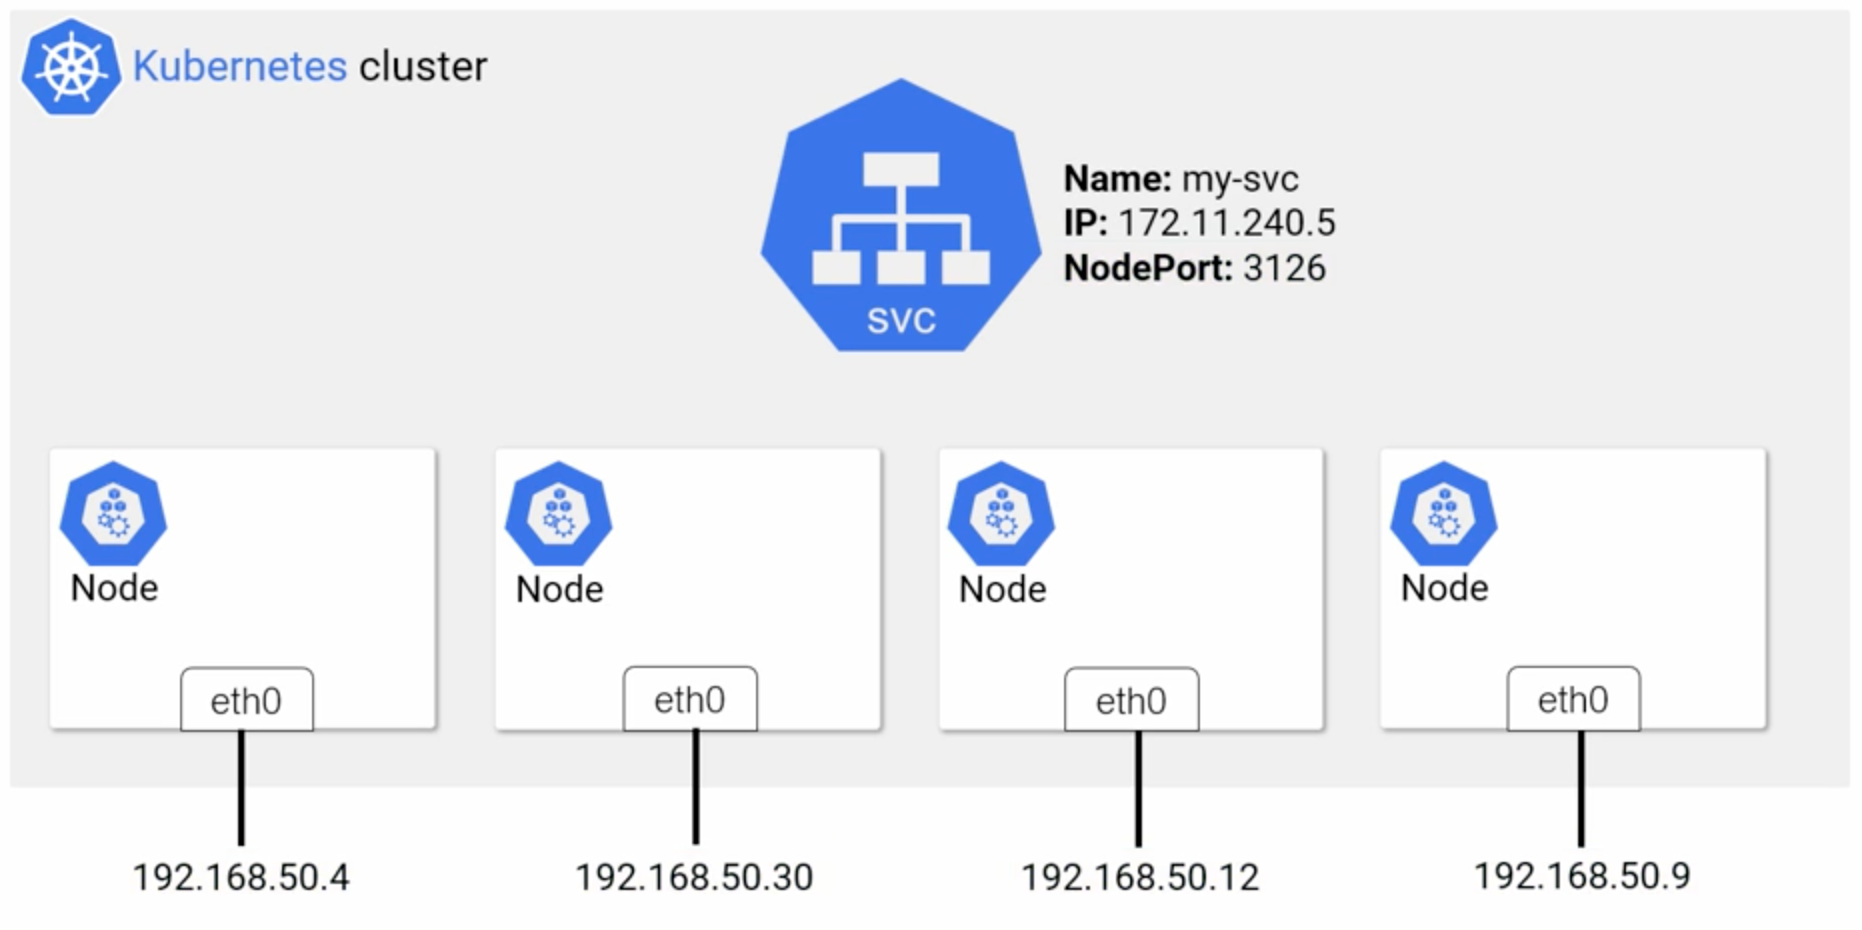 Kubernetes cluster
Name: my-svc
IP: 172.11.240.5
NodePort: 3126
svc
Node
Node
Node
Node
eth0
eth0
eth0
eth0
192.168.50.4
192.168.50.30
192.168.50.12
192.168.50.9